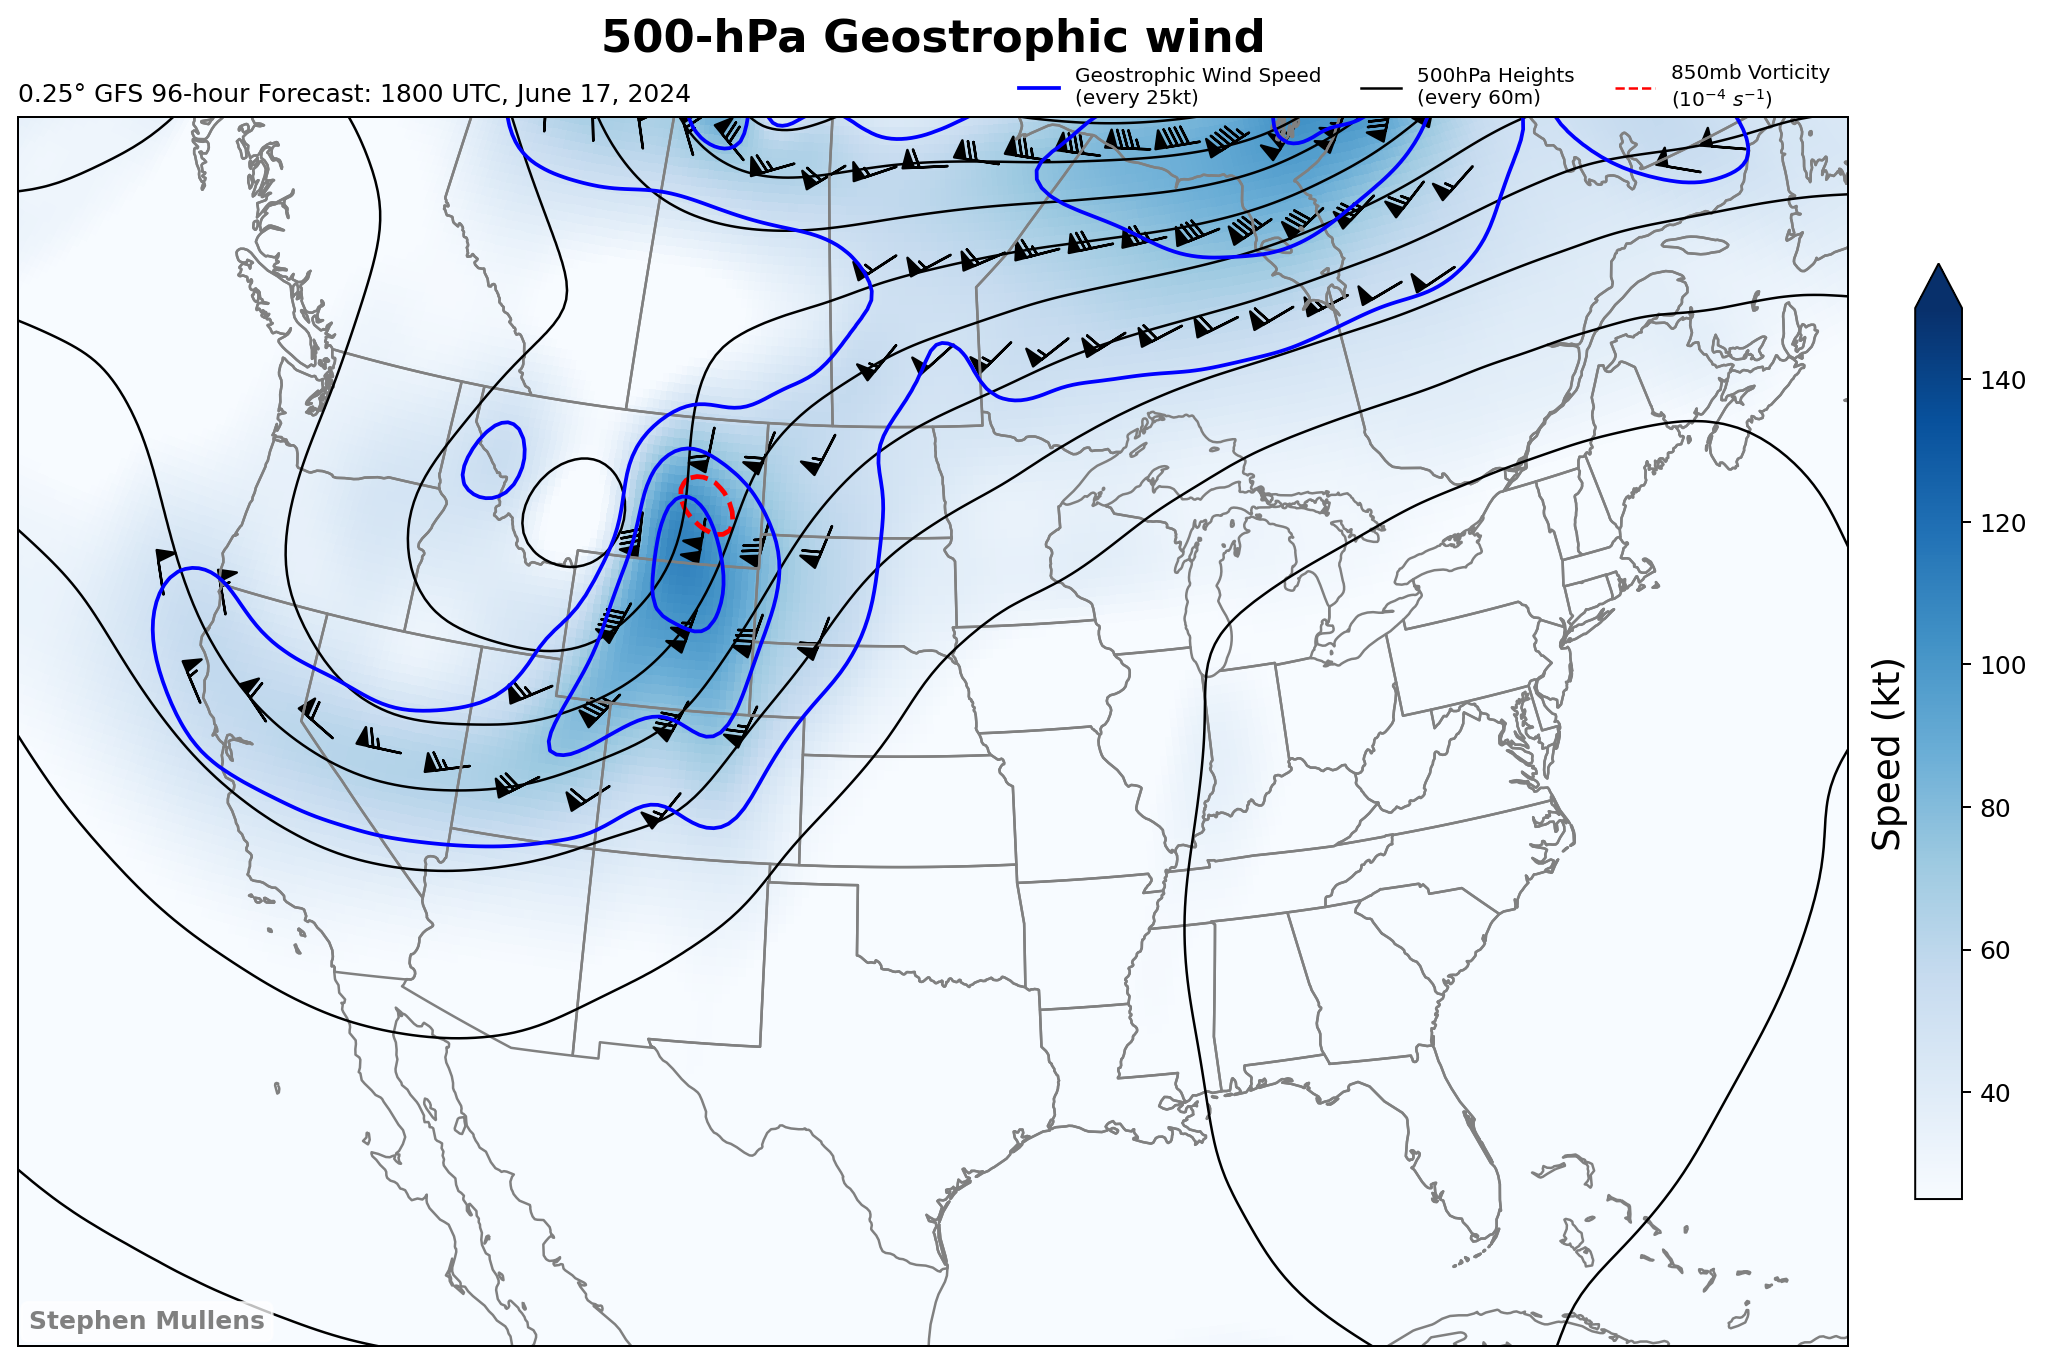 500-hPa Geostrophic wind
0.25° GFS 96-hour Forecast: 1800 UTC, June 17, 2024
Geostrophic Wind Speed
(every 25kt)
500hPa Heights
(every 60m)
850mb Vorticity
(10⁻⁴ s⁻¹)
140
120
100
80
60
40
Speed (kt)
Stephen Mullens